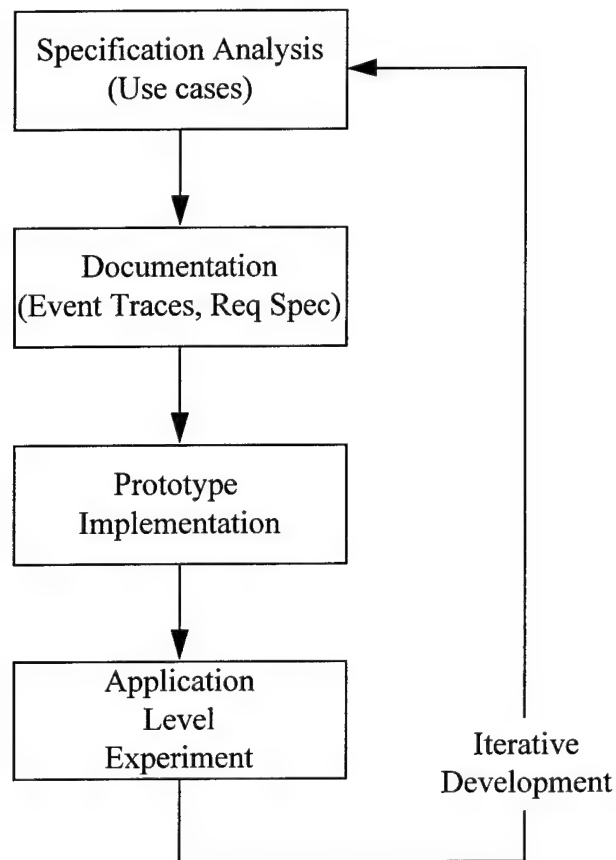 Specification Analysis
(Use cases)
Documentation
(Event Traces, Req Spec)
Prototype
Implementation
Application
Level
Experiment
Iterative
Development